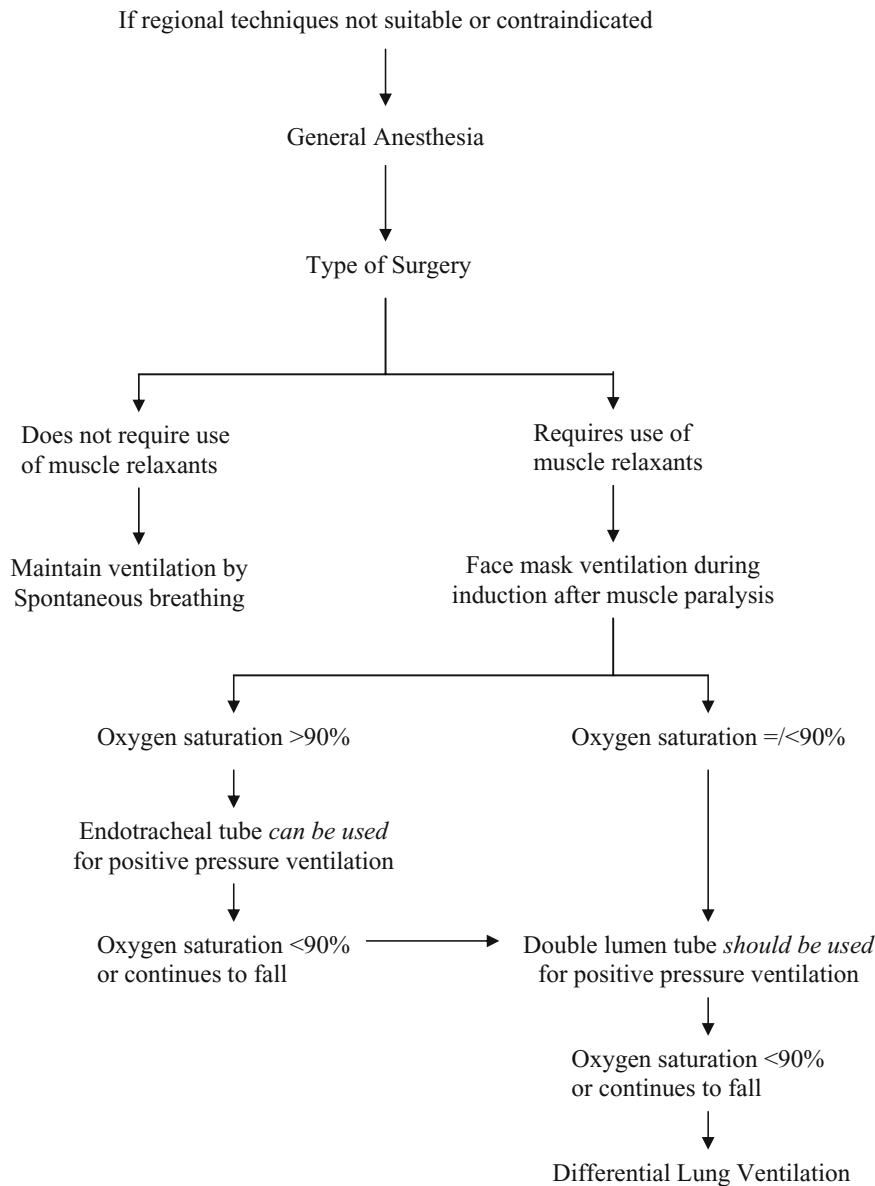 If regional techniques not suitable or contraindicated
General Anesthesia
Type of Surgery
Does not require use
of muscle relaxants
Requires use of
muscle relaxants
Maintain ventilation by
Spontaneous breathing
Face mask ventilation during
induction after muscle paralysis
Oxygen saturation >90%
Oxygen saturation =/<90%
Endotracheal tube can be used
for positive pressure ventilation
Oxygen saturation <90%
or continues to fall
Double lumen tube should be used
for positive pressure ventilation
Oxygen saturation <90%
or continues to fall
Differential Lung Ventilation